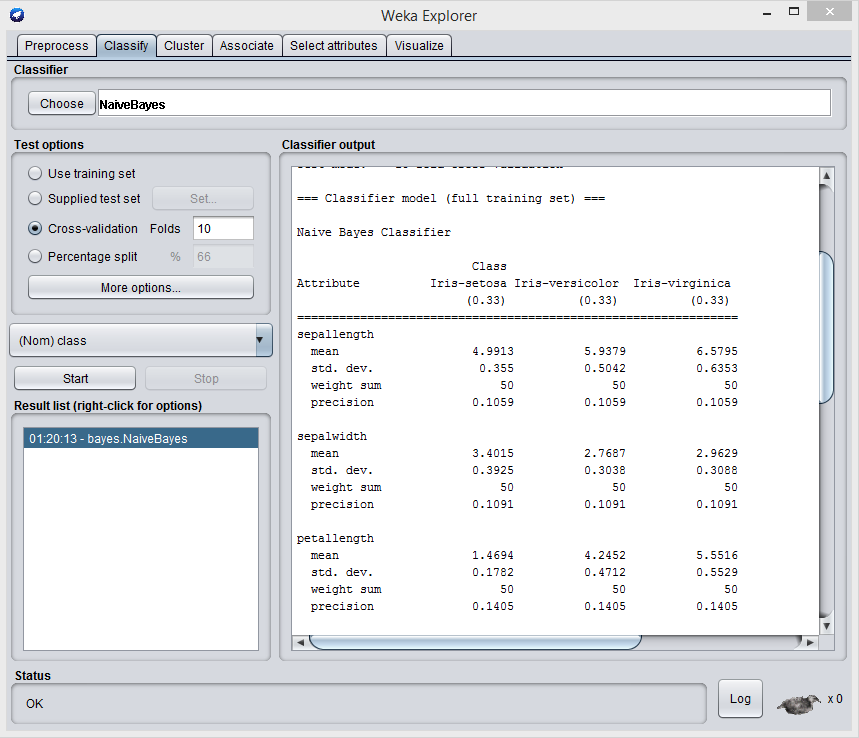 Weka Explorer
Preprocess Classify Cluster Associate Select attributes Visualize
Classifier
Choose NaiveBayes
Test options
Use training set
Supplied test set Set...
Cross-validation Folds 10
Percentage split % 66
More options...
(Nom) class
Start Stop
Result list (right-click for options)
01:20:13 - bayes.NaiveBayes
Classifier output
=== Classifier model (full training set) ===
Naive Bayes Classifier
Class
Attribute Iris-setosa Iris-versicolor Iris-virginica
(0.33) (0.33) (0.33)
===============================================================
sepallength
mean 4.9913 5.9379 6.5795
std. dev. 0.355 0.5042 0.6353
weight sum 50 50 50
precision 0.1059 0.1059 0.1059
sepalwidth
mean 3.4015 2.7687 2.9629
std. dev. 0.3925 0.3038 0.3088
weight sum 50 50 50
precision 0.1091 0.1091 0.1091
petallength
mean 1.4694 4.2452 5.5516
std. dev. 0.1782 0.4712 0.5529
weight sum 50 50 50
precision 0.1405 0.1405 0.1405
Status
OK
Log x 0